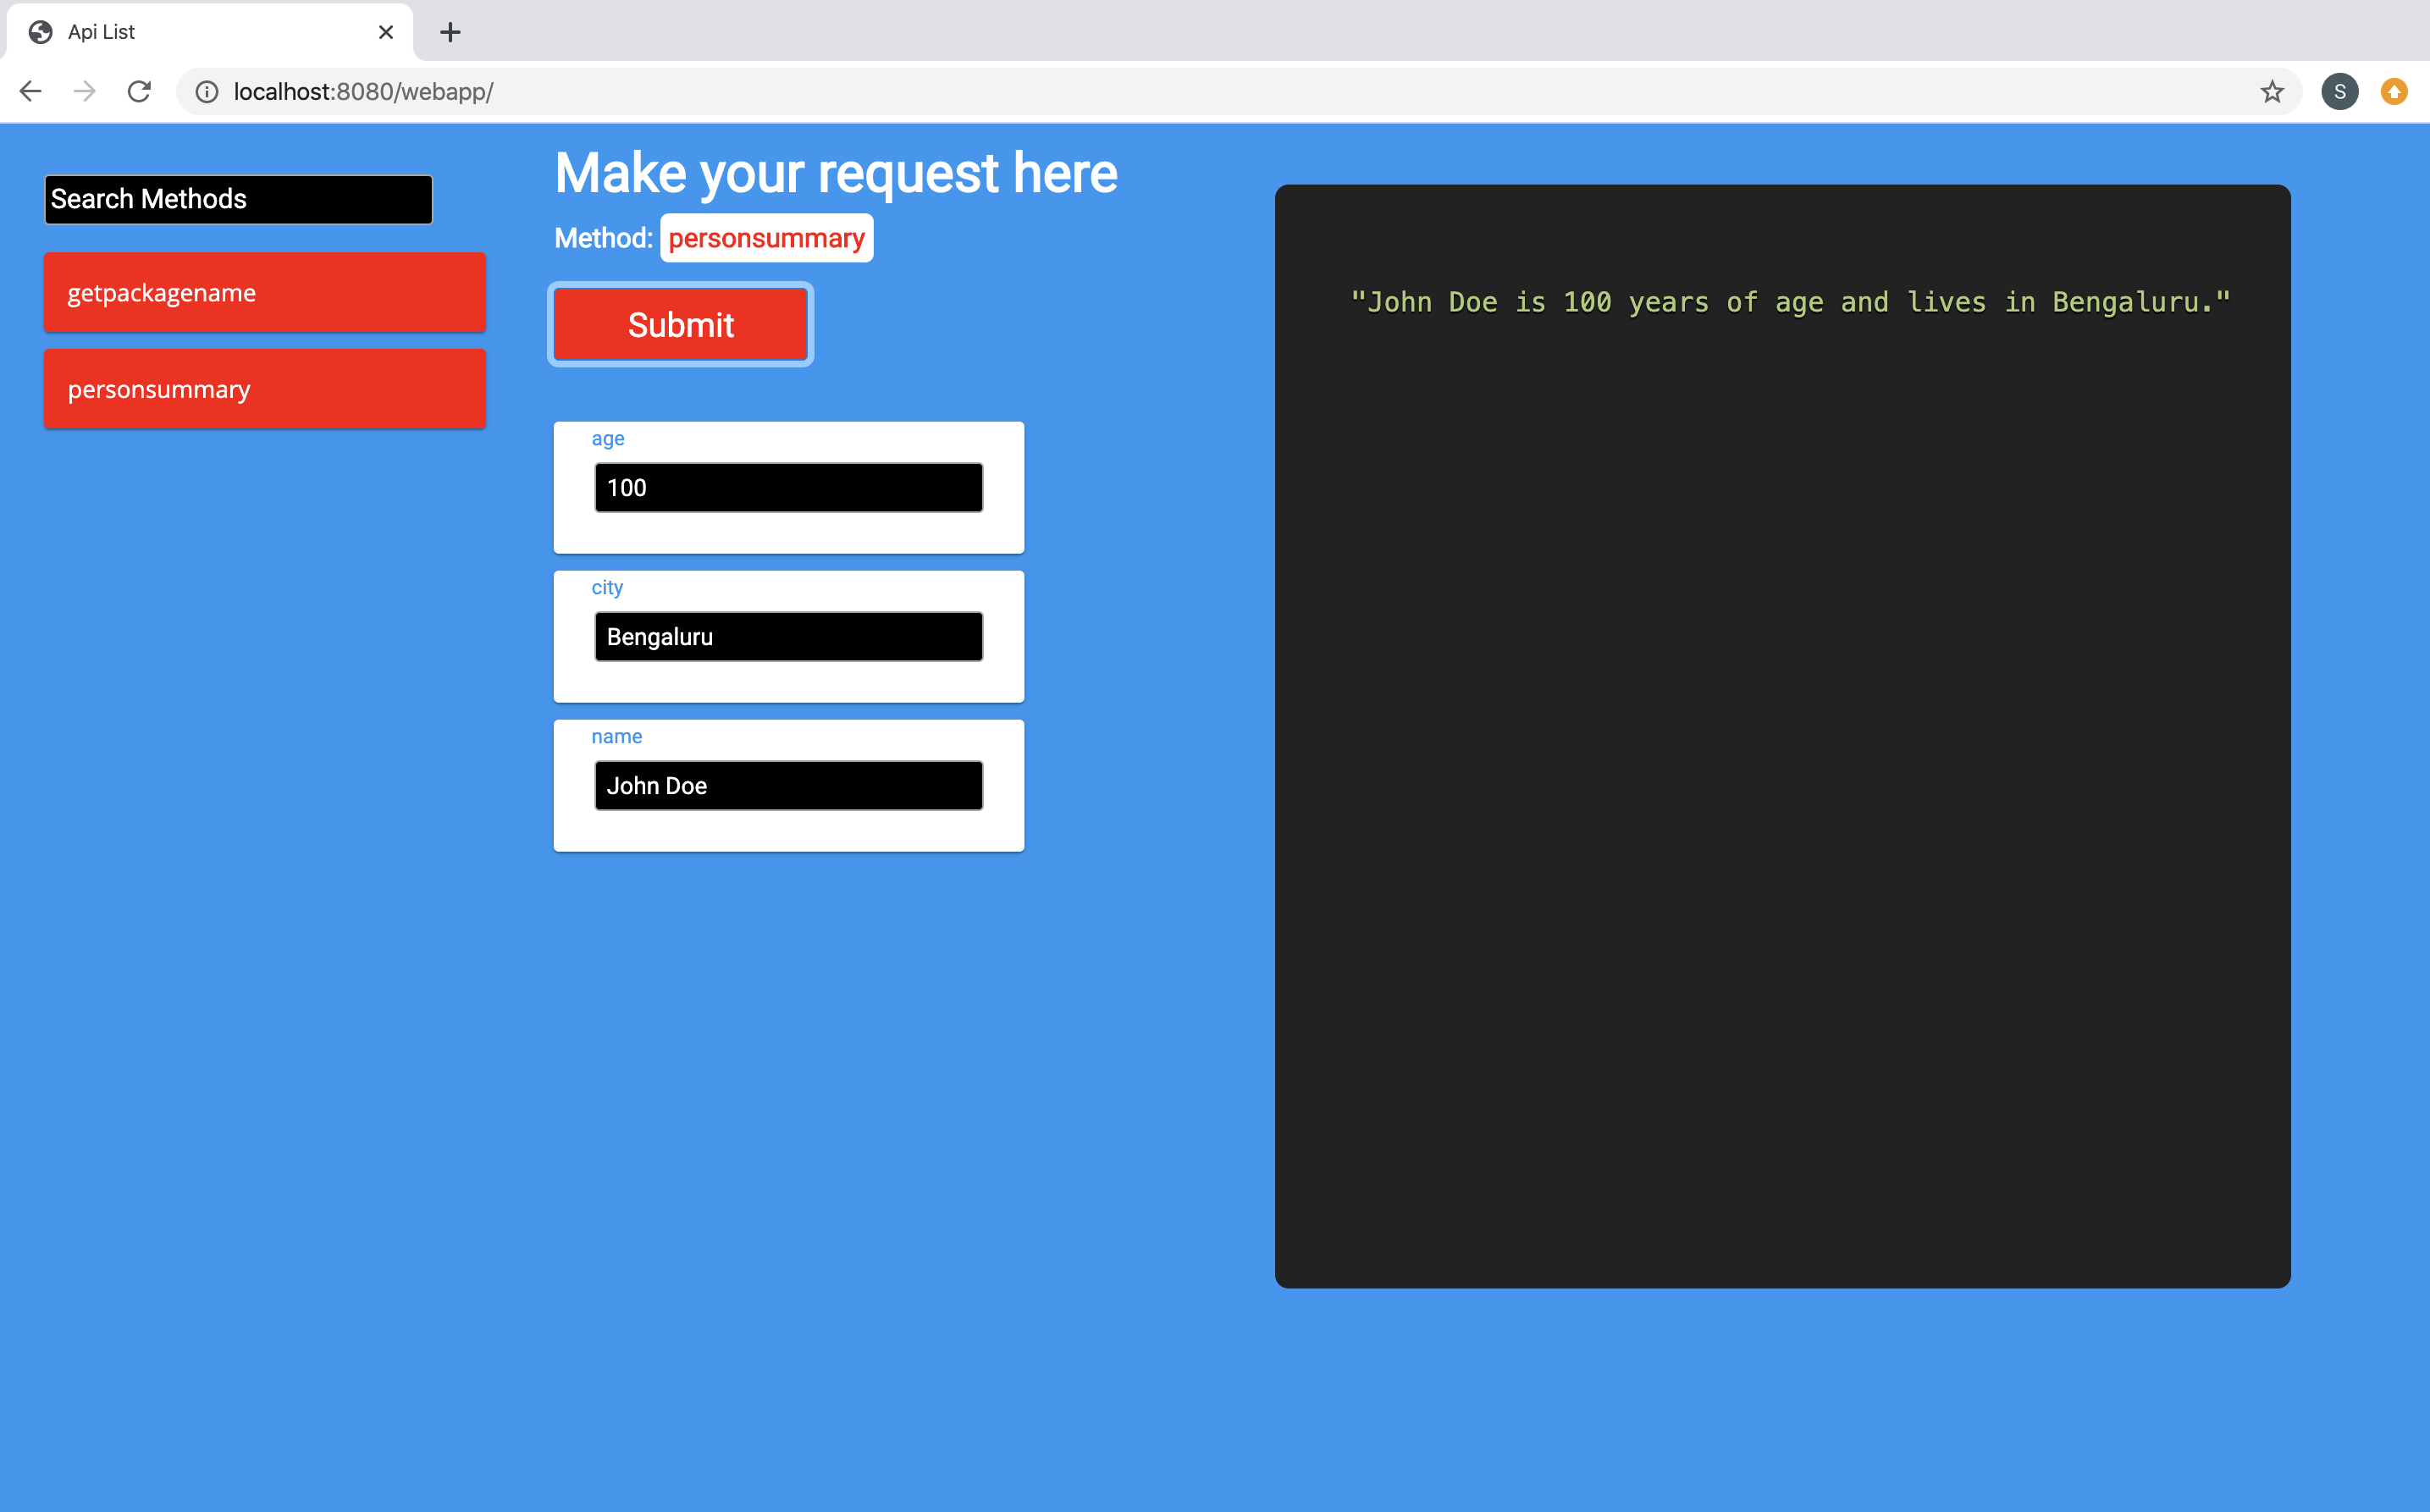 Api List
localhost:8080/webapp/
S
Search Methods
getpackagename
personsummary
Make your request here
Method: personsummary
Submit
age
100
city
Bengaluru
name
John Doe
"John Doe is 100 years of age and lives in Bengaluru."